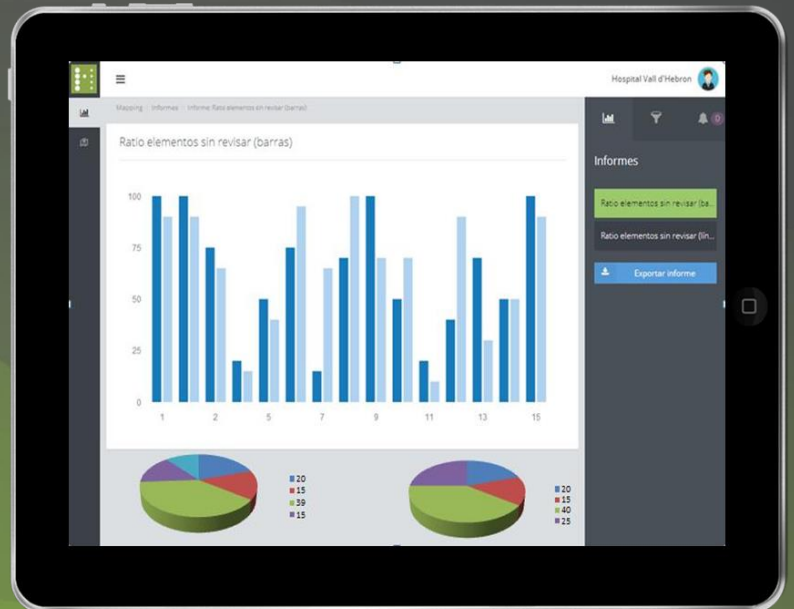 Hospital Vall d'Hebron
Mapping / Informes / Informe: Ratio elementos sin revisar (barras)
0
Ratio elementos sin revisar (barras)
Informes
Ratio elementos sin revisar (ba...
Ratio elementos sin revisar (lín...
Exportar informe
100
75
50
25
0
1 2 5 7 9 11 13 15
20
15
39
15
20
15
40
25